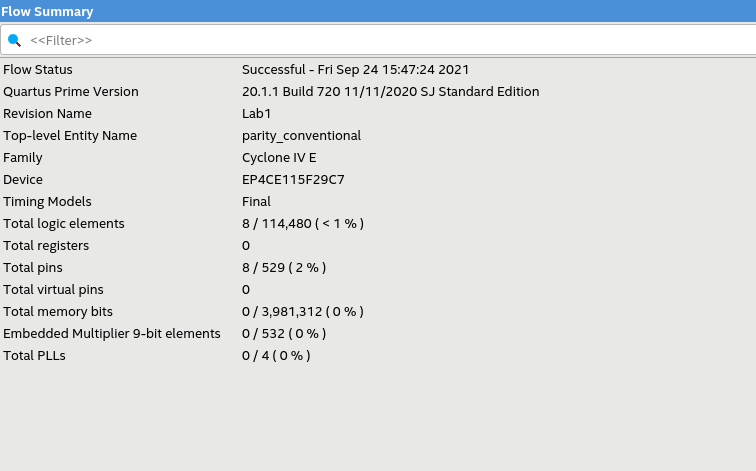 Flow Summary
<<Filter>>
Flow Status Successful - Fri Sep 24 15:47:24 2021
Quartus Prime Version 20.1.1 Build 720 11/11/2020 SJ Standard Edition
Revision Name Lab1
Top-level Entity Name parity_conventional
Family Cyclone IV E
Device EP4CE115F29C7
Timing Models Final
Total logic elements 8 / 114,480 ( < 1 % )
Total registers 0
Total pins 8 / 529 ( 2 % )
Total virtual pins 0
Total memory bits 0 / 3,981,312 ( 0 % )
Embedded Multiplier 9-bit elements 0 / 532 ( 0 % )
Total PLLs 0 / 4 ( 0 % )